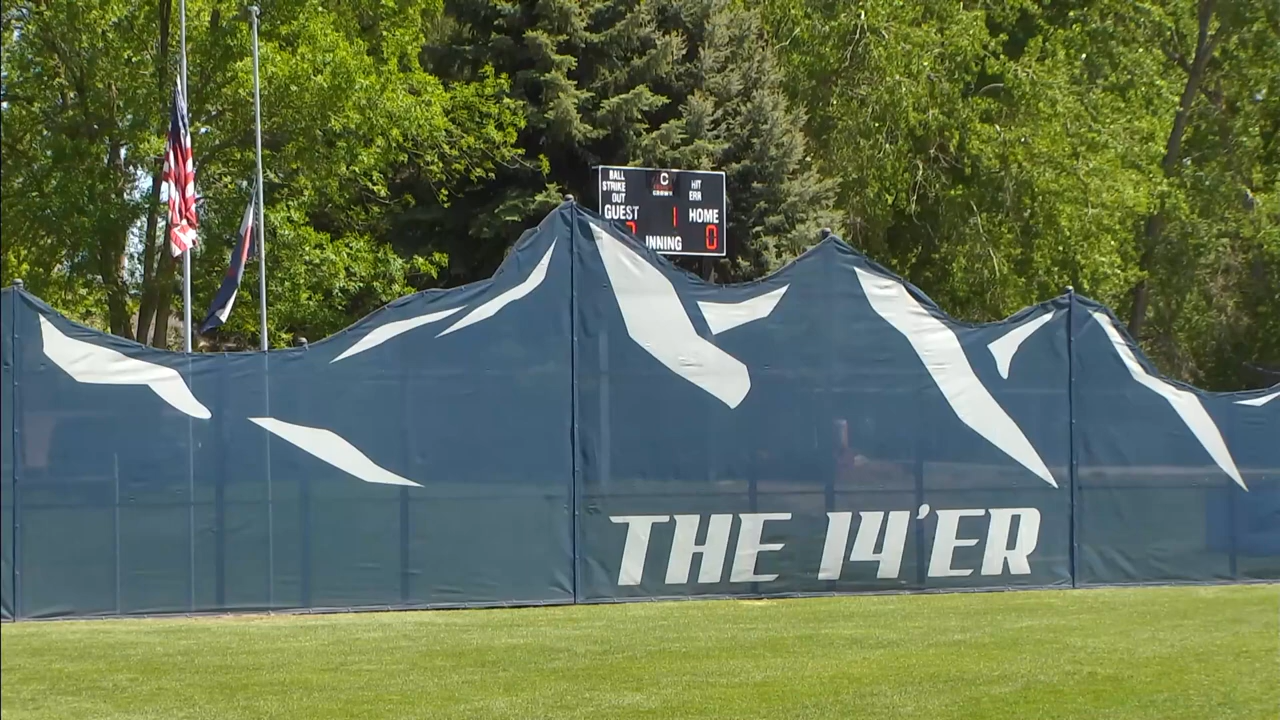 BALL
STRIKE
OUT
C
HIT
ERR
GUEST
1
HOME
INNING
0
THE 14'ER